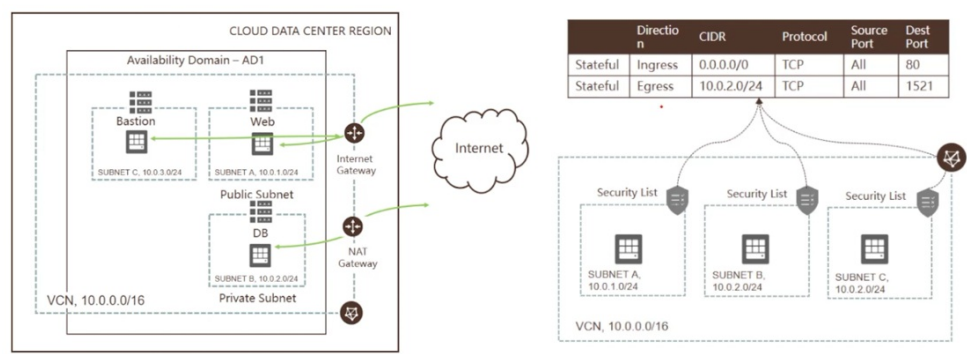 CLOUD DATA CENTER REGION
Availability Domain – AD1
Bastion
Web
SUBNET C, 10.0.3.0/24
SUBNET A, 10.0.1.0/24
Public Subnet
Internet
Gateway
DB
SUBNET B, 10.0.2.0/24
Private Subnet
NAT
Gateway
VCN, 10.0.0.0/16
Internet
Directio
n
CIDR
Protocol
Source
Port
Dest
Port
Stateful Ingress 0.0.0.0/0 TCP All 80
Stateful Egress 10.0.2.0/24 TCP All 1521
Security List
Security List
Security List
SUBNET A,
10.0.1.0/24
SUBNET B,
10.0.2.0/24
SUBNET C,
10.0.2.0/24
VCN, 10.0.0.0/16